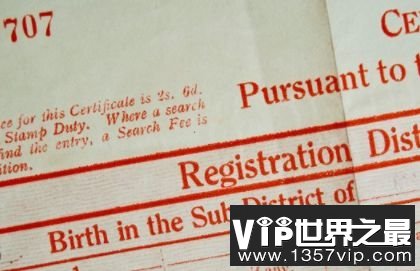 707
CE
ce for this Certificate is 2s. 6d.
Stamp Duty. Where a search
find the entry, a Search Fee is
ition.
Pursuant to t
Registration Dist
Birth in the Sub-District of
VIP世界之最
www.1357vip.com